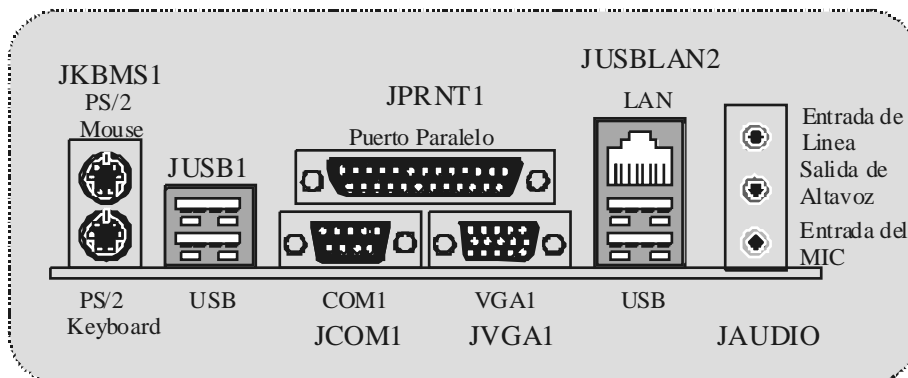 JKBMS1
PS/2
Mouse
JUSB1
JPRNT1
Puerto Paralelo
JUSBLAN2
LAN
Entrada de
Linea
Salida de
Altavoz
Entrada del
MIC
PS/2
Keyboard
USB
COM1
JCOM1
VGA1
JVGA1
USB
JAUDIO